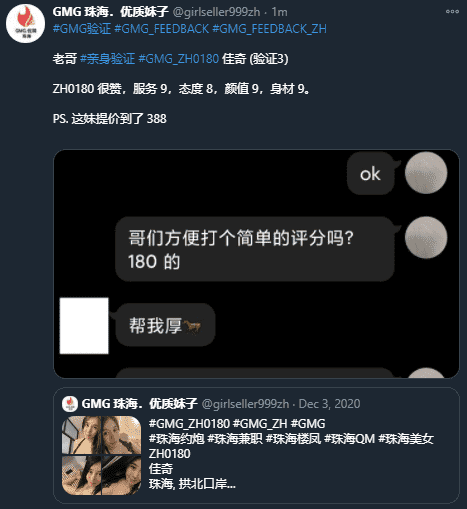 GMG 珠海．优质妹子 @girlseller999zh · 1m
#GMG验证 #GMG_FEEDBACK #GMG_FEEDBACK_ZH
老哥 #亲身验证 #GMG_ZH0180 佳奇 (验证3)
ZH0180 很赞，服务 9，态度 8，颜值 9，身材 9。
PS. 这妹提价到了 388
ok
哥们方便打个简单的评分吗？
180 的
帮我厚🐎
GMG 珠海．优质妹子 @girlseller999zh · Dec 3, 2020
#GMG_ZH0180 #GMG_ZH #GMG
#珠海约炮 #珠海兼职 #珠海楼凤 #珠海QM #珠海美女
ZH0180
佳奇
珠海, 拱北口岸...